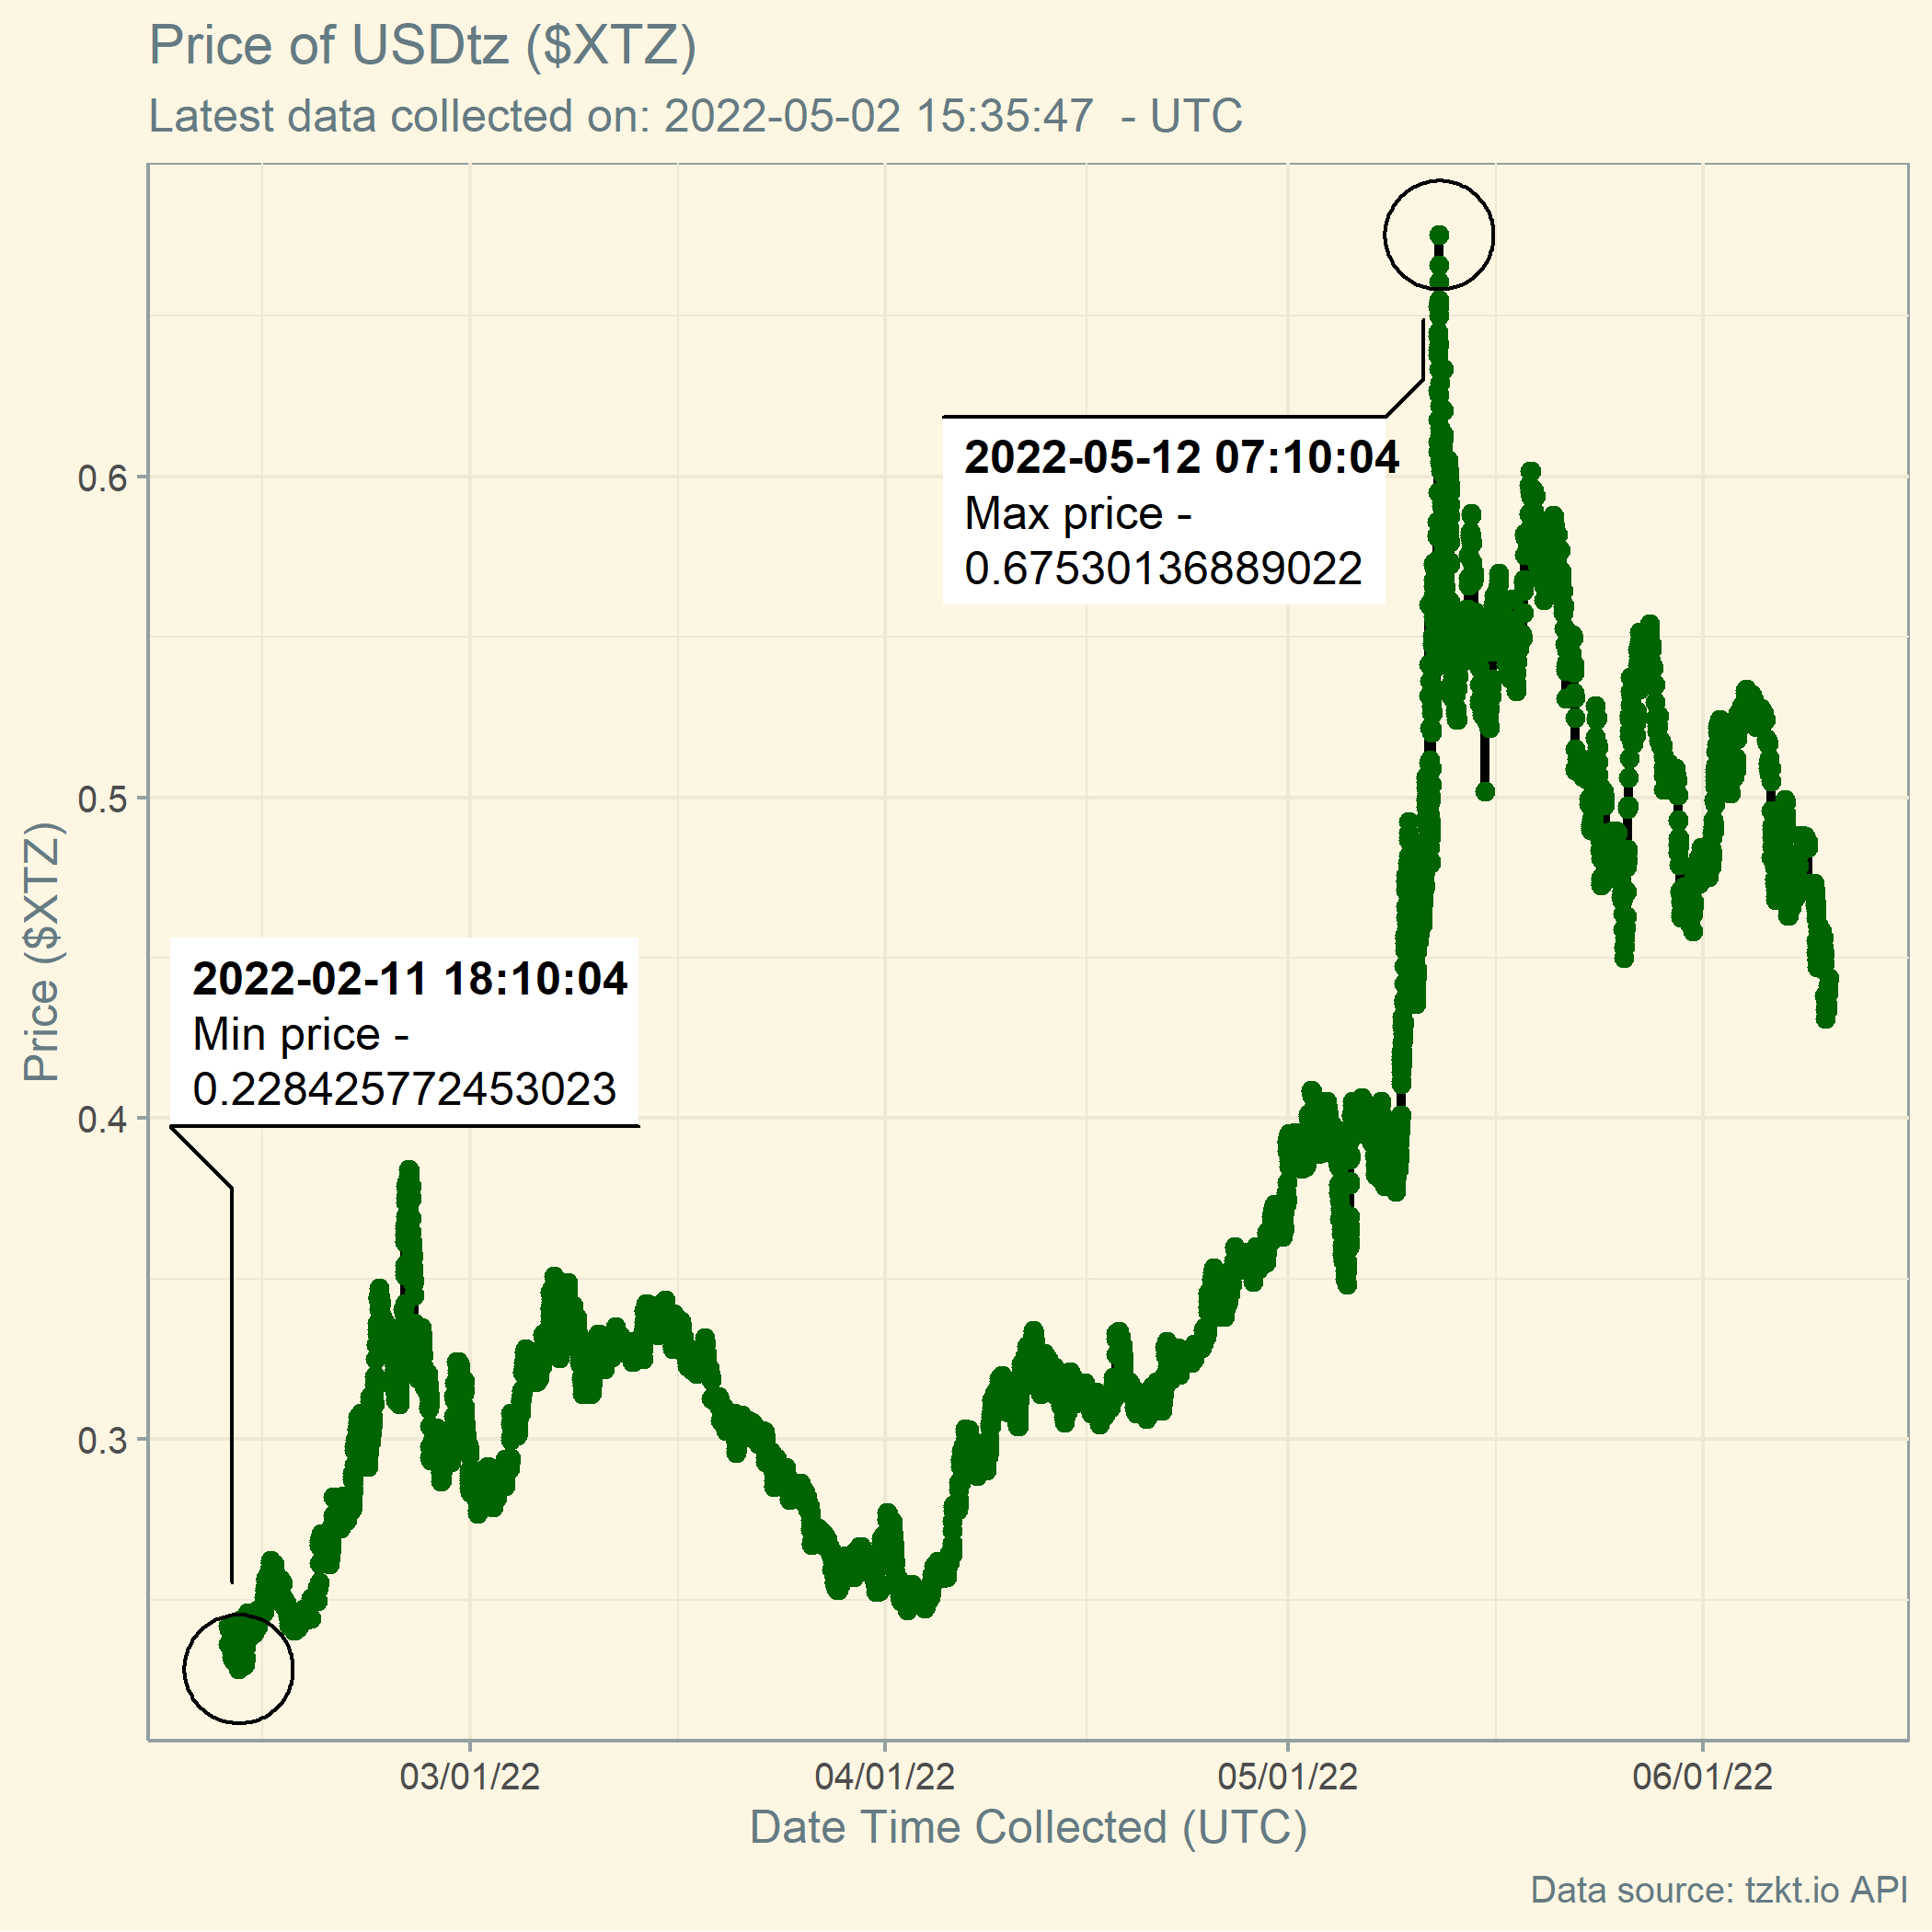 Price of USDtz ($XTZ)
Latest data collected on: 2022-05-02 15:35:47  - UTC
2022-05-12 07:10:04
Max price -
0.67530136889022
2022-02-11 18:10:04
Min price -
0.228425772453023
Price ($XTZ)
0.6
0.5
0.4
0.3
03/01/22
04/01/22
05/01/22
06/01/22
Date Time Collected (UTC)
Data source: tzkt.io API